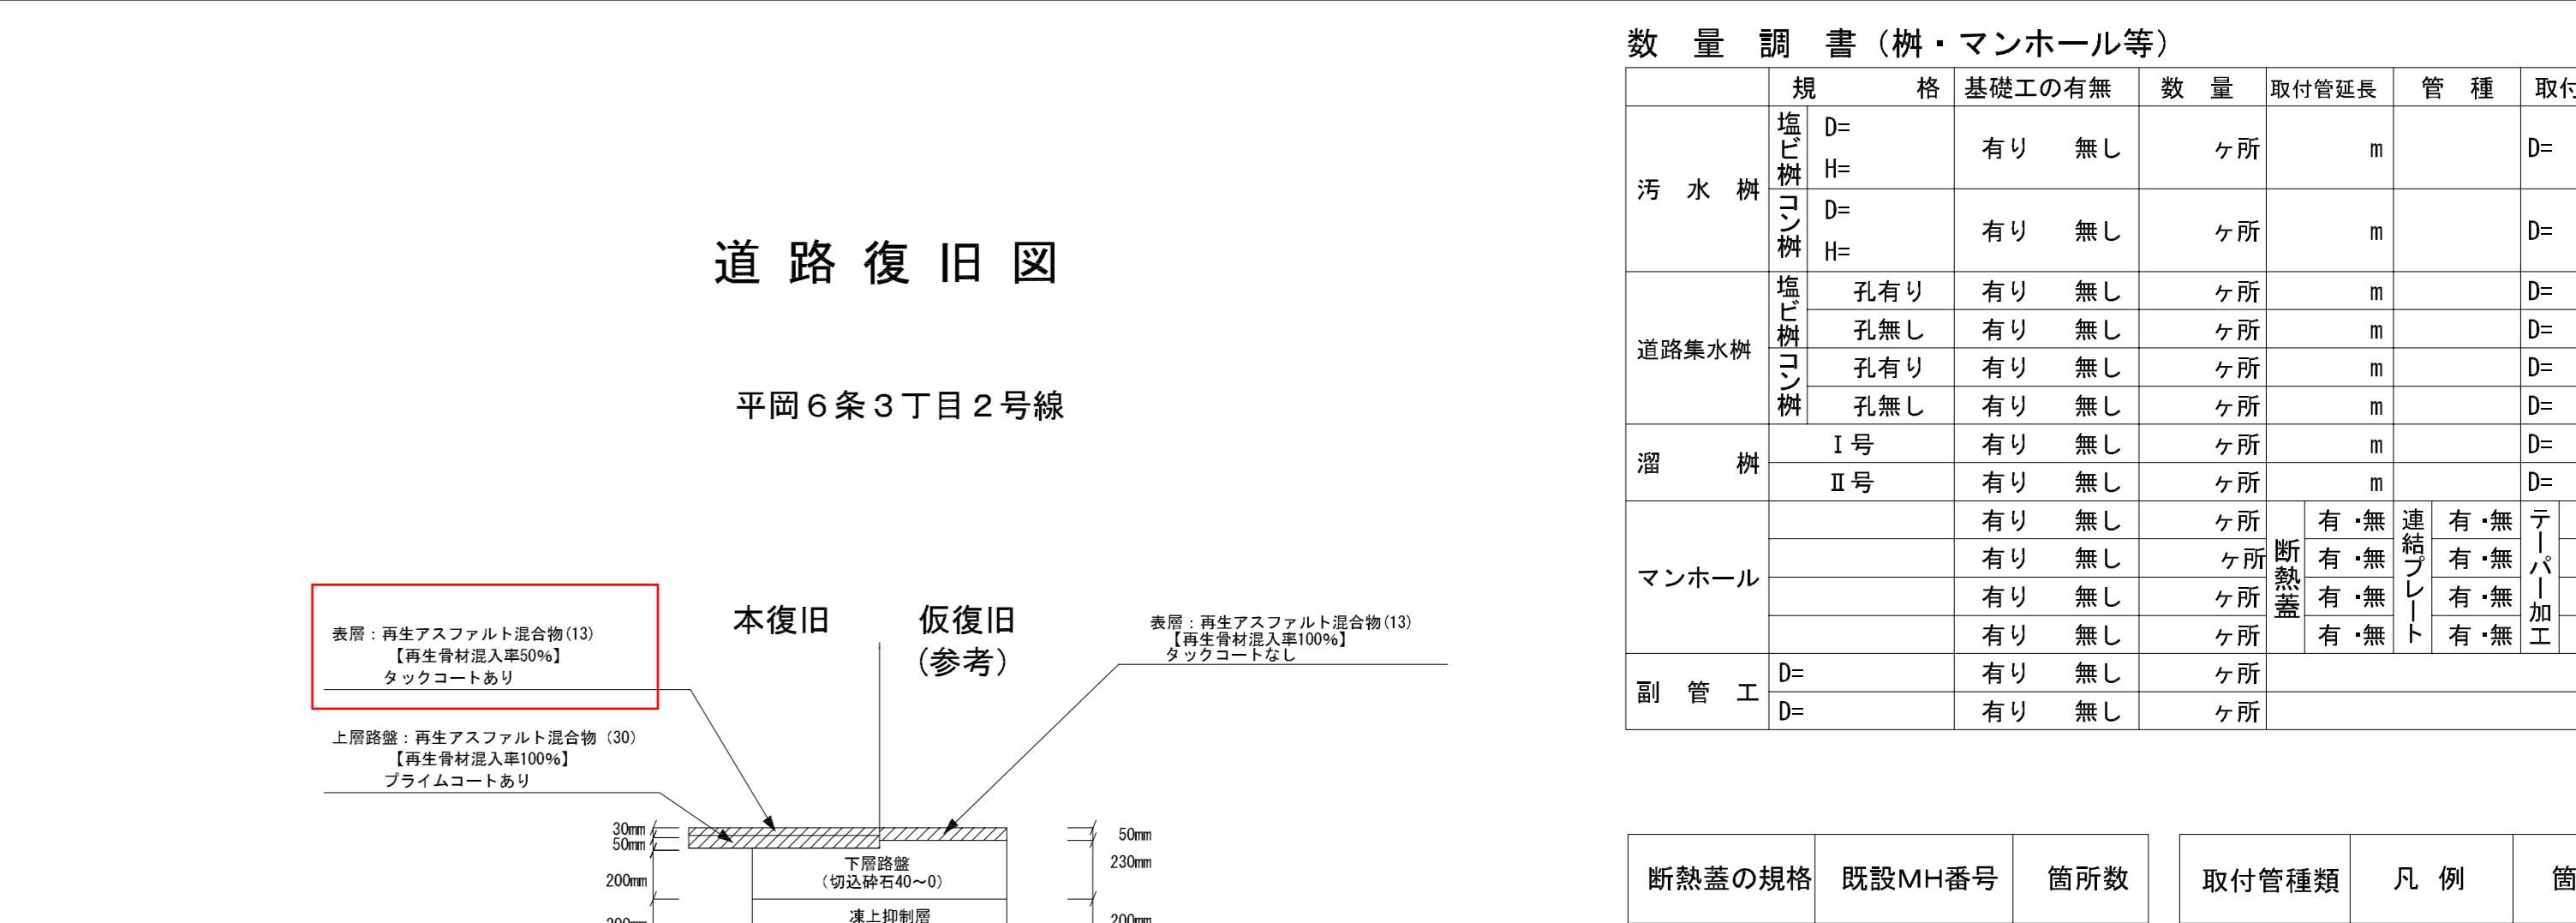 道路復旧図
平岡６条３丁目２号線
本復旧
仮復旧
(参考)
表層：再生アスファルト混合物(13)
【再生骨材混入率50%】
タックコートあり
上層路盤：再生アスファルト混合物（30）
【再生骨材混入率100%】
プライムコートあり
表層：再生アスファルト混合物(13)
【再生骨材混入率100%】
タックコートなし
30mm
50mm
200mm
50mm
230mm
200mm
下層路盤
(切込砕石40～0)
凍上抑制層
数量調書（桝・マンホール等）
規格 基礎工の有無 数量 取付管延長 管種
汚水桝 塩ビ桝 D= H= 有り 無し ヶ所 m D=
コン桝 D= H= 有り 無し ヶ所 m D=
道路集水桝 塩ビ桝 孔有り 有り 無し ヶ所 m D=
孔無し 有り 無し ヶ所 m D=
コン桝 孔有り 有り 無し ヶ所 m D=
孔無し 有り 無し ヶ所 m D=
溜桝 Ⅰ号 有り 無し ヶ所 m D=
Ⅱ号 有り 無し ヶ所 m D=
マンホール 有り 無し ヶ所 断熱蓋 有・無 連結プレート 有・無 テーパー加工
有り 無し ヶ所 有・無 有・無
有り 無し ヶ所 有・無 有・無
有り 無し ヶ所 有・無 有・無
副管工 D= 有り 無し ヶ所
D= 有り 無し ヶ所
断熱蓋の規格 既設MH番号 箇所数
取付管種類 凡例